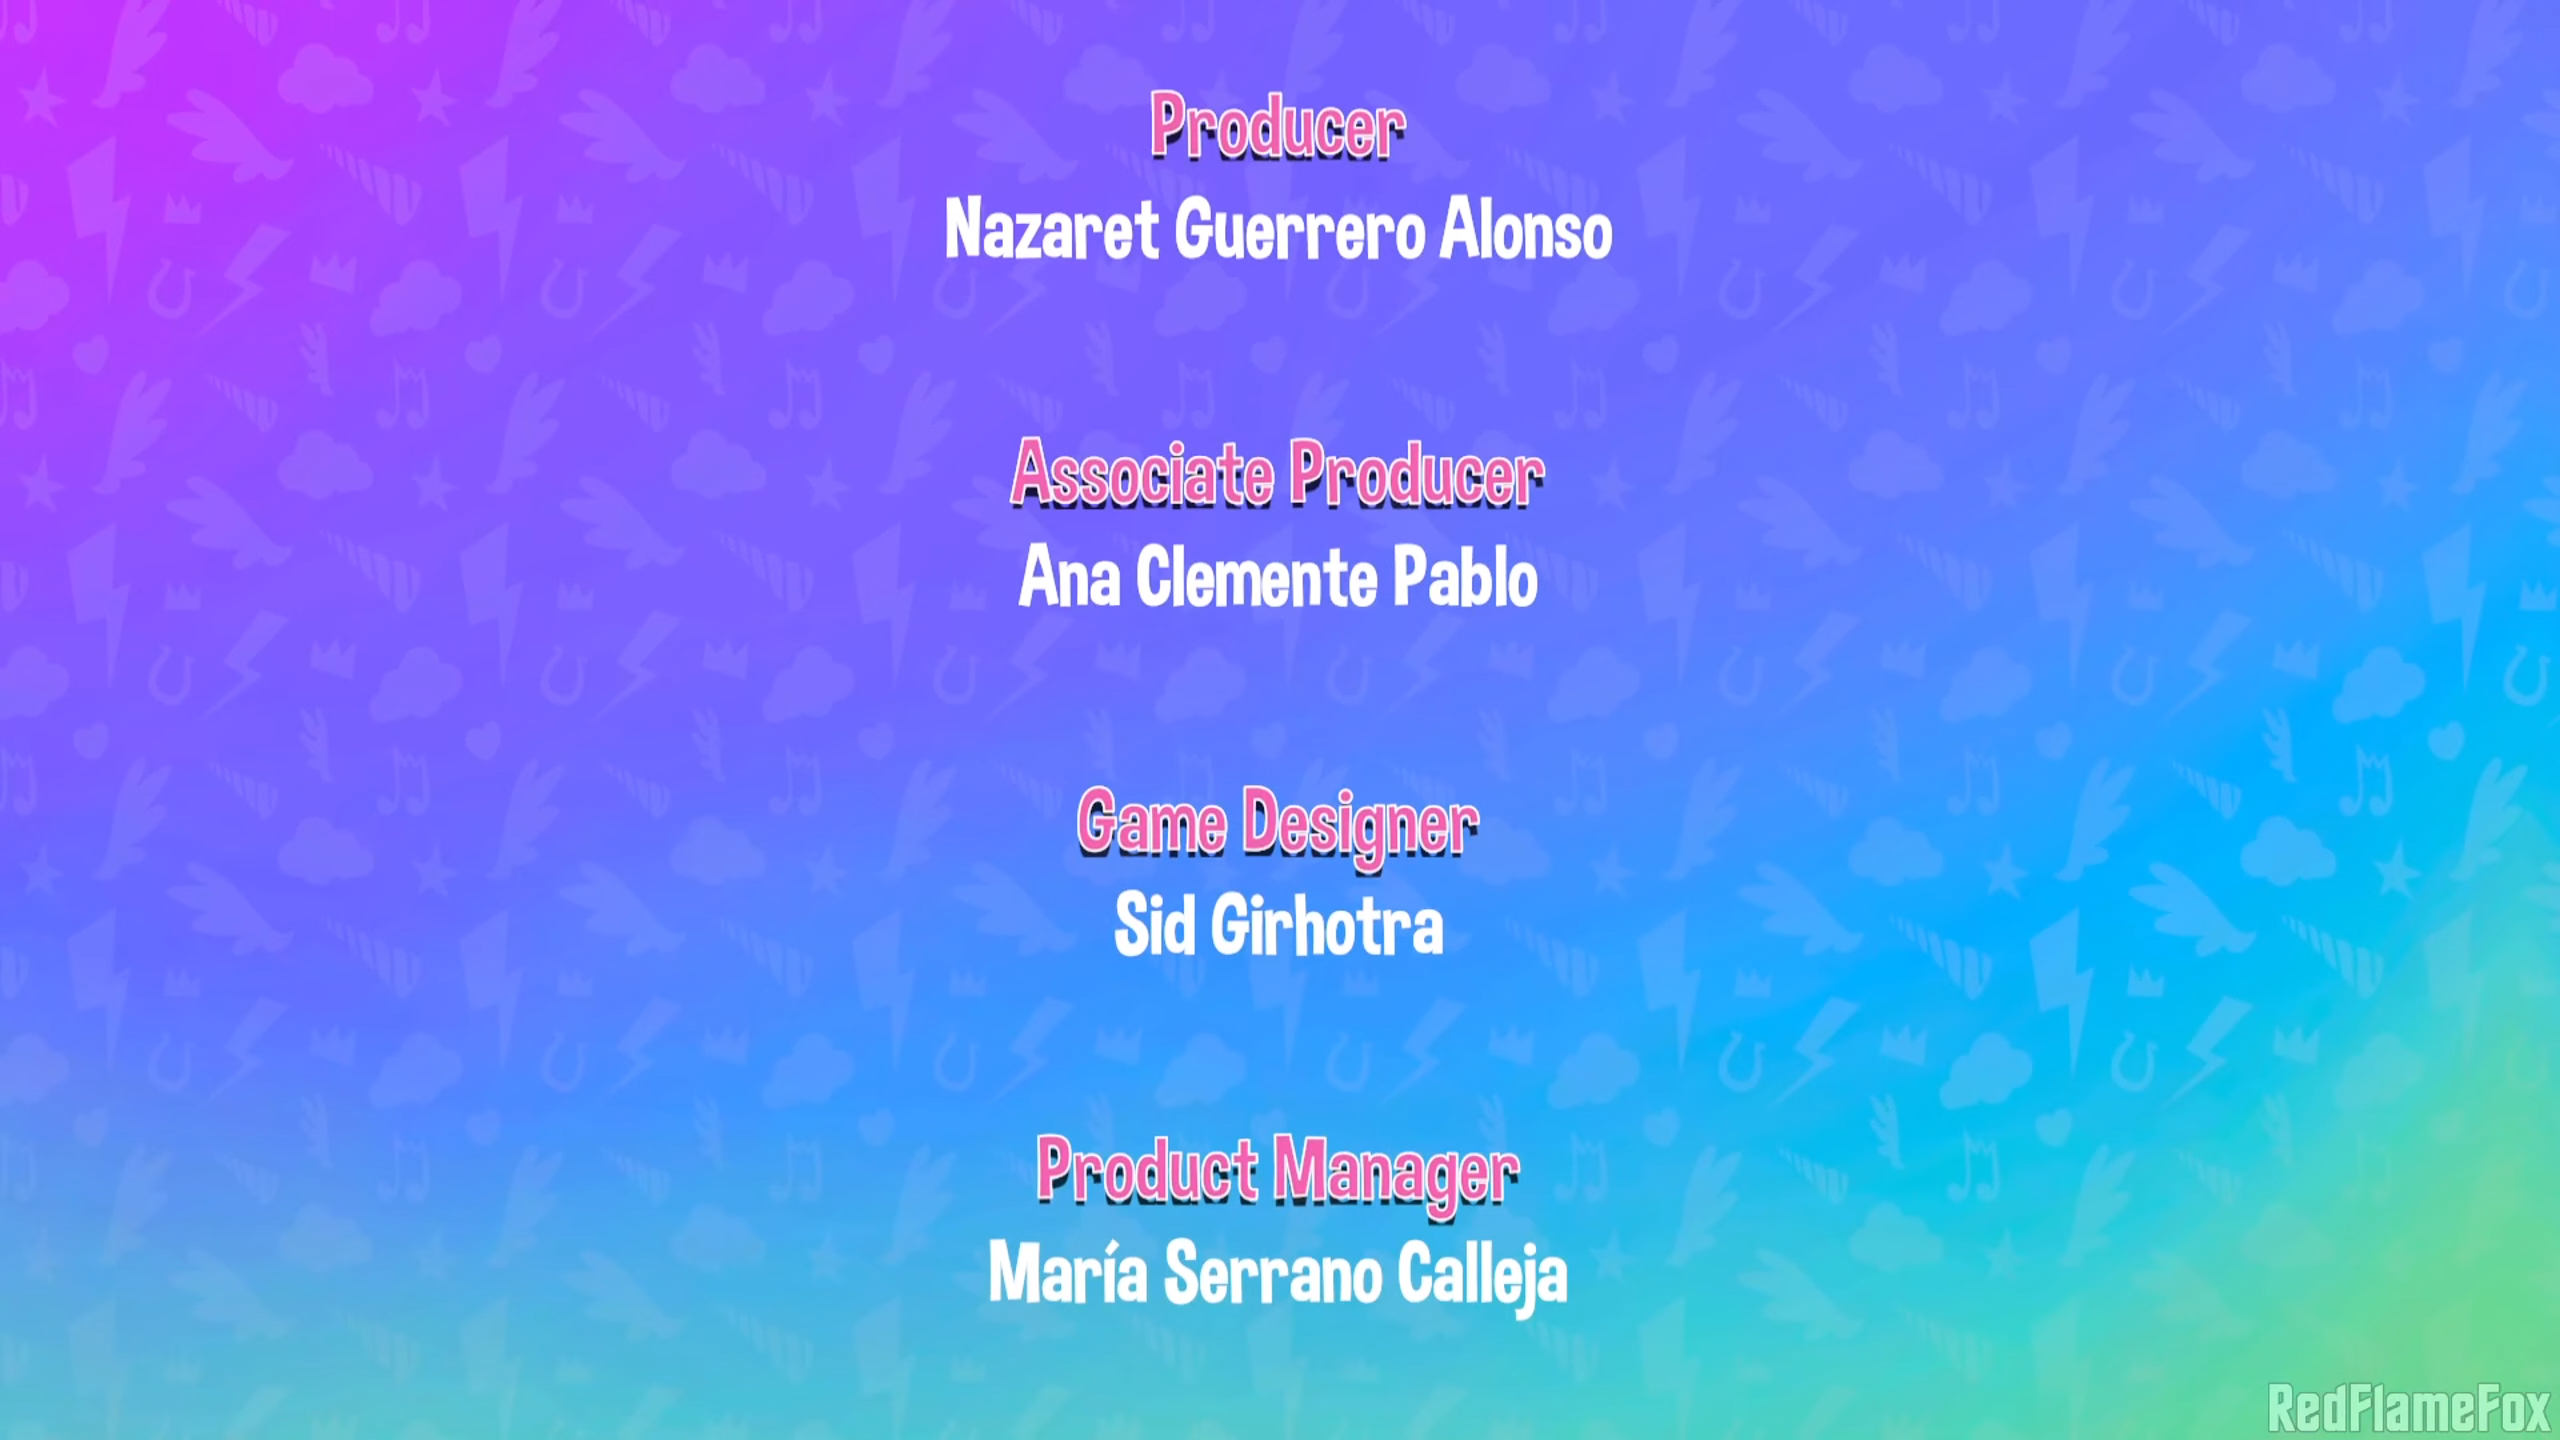 Producer
Nazaret Guerrero Alonso
Associate Producer
Ana Clemente Pablo
Game Designer
Sid Girhotra
Product Manager
María Serrano Calleja
RedFlameFox